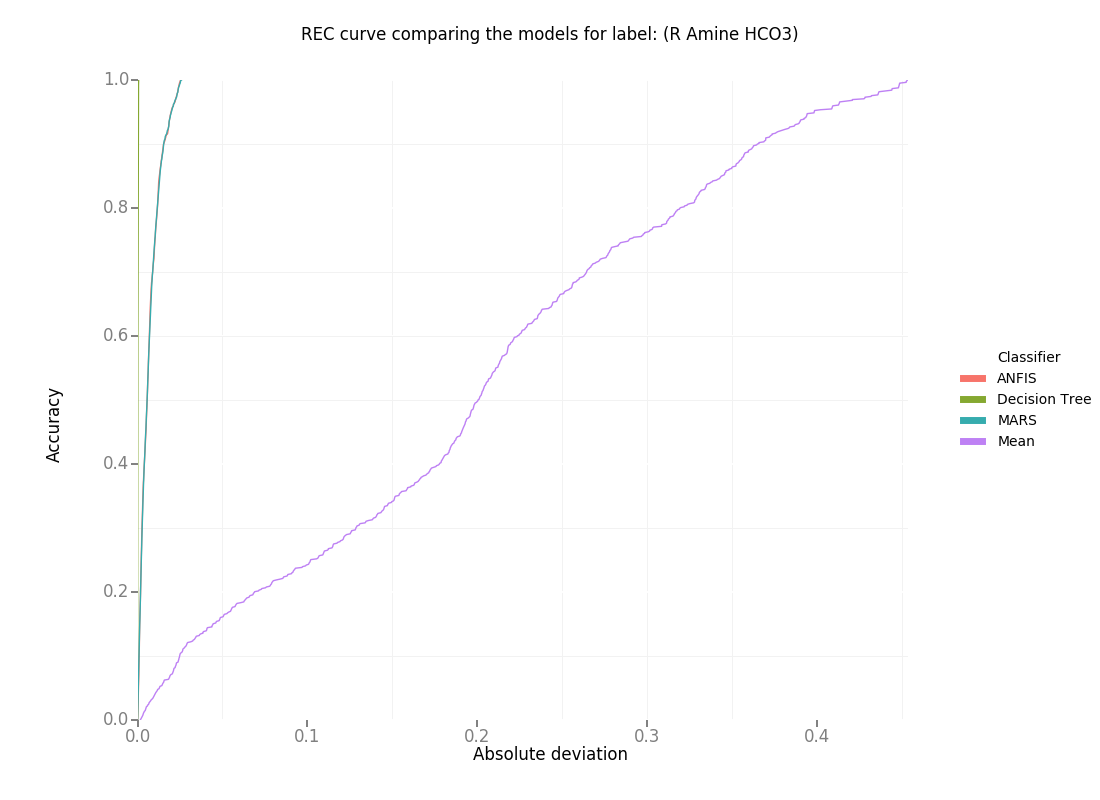 REC curve comparing the models for label: (R Amine HCO3)
1.0
0.8
0.6
0.4
0.2
0.0
Accuracy
0.0 0.1 0.2 0.3 0.4
Absolute deviation
Classifier
ANFIS
Decision Tree
MARS
Mean